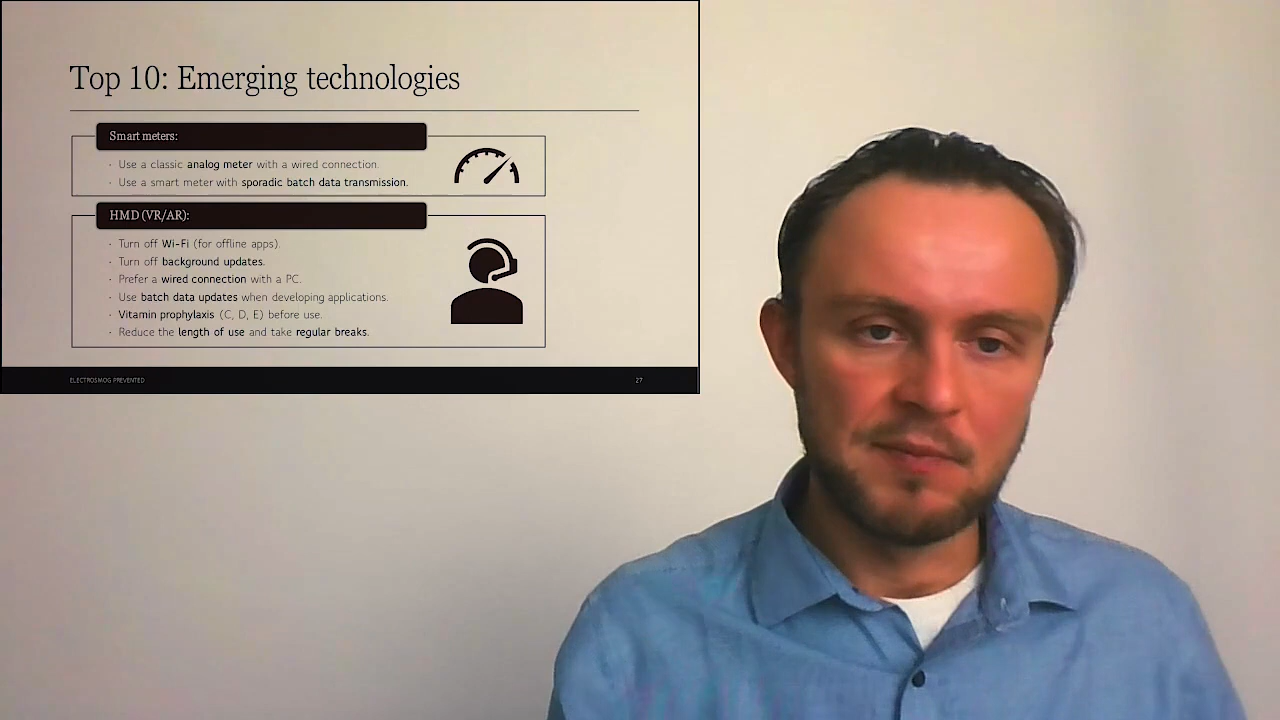 Top 10: Emerging technologies
Smart meters:
· Use a classic analog meter with a wired connection.
· Use a smart meter with sporadic batch data transmission.
HMD (VR/AR):
· Turn off Wi-Fi (for offline apps).
· Turn off background updates.
· Prefer a wired connection with a PC.
· Use batch data updates when developing applications.
· Vitamin prophylaxis (C, D, E) before use.
· Reduce the length of use and take regular breaks.
ELECTROSMOG PREVENTED
27